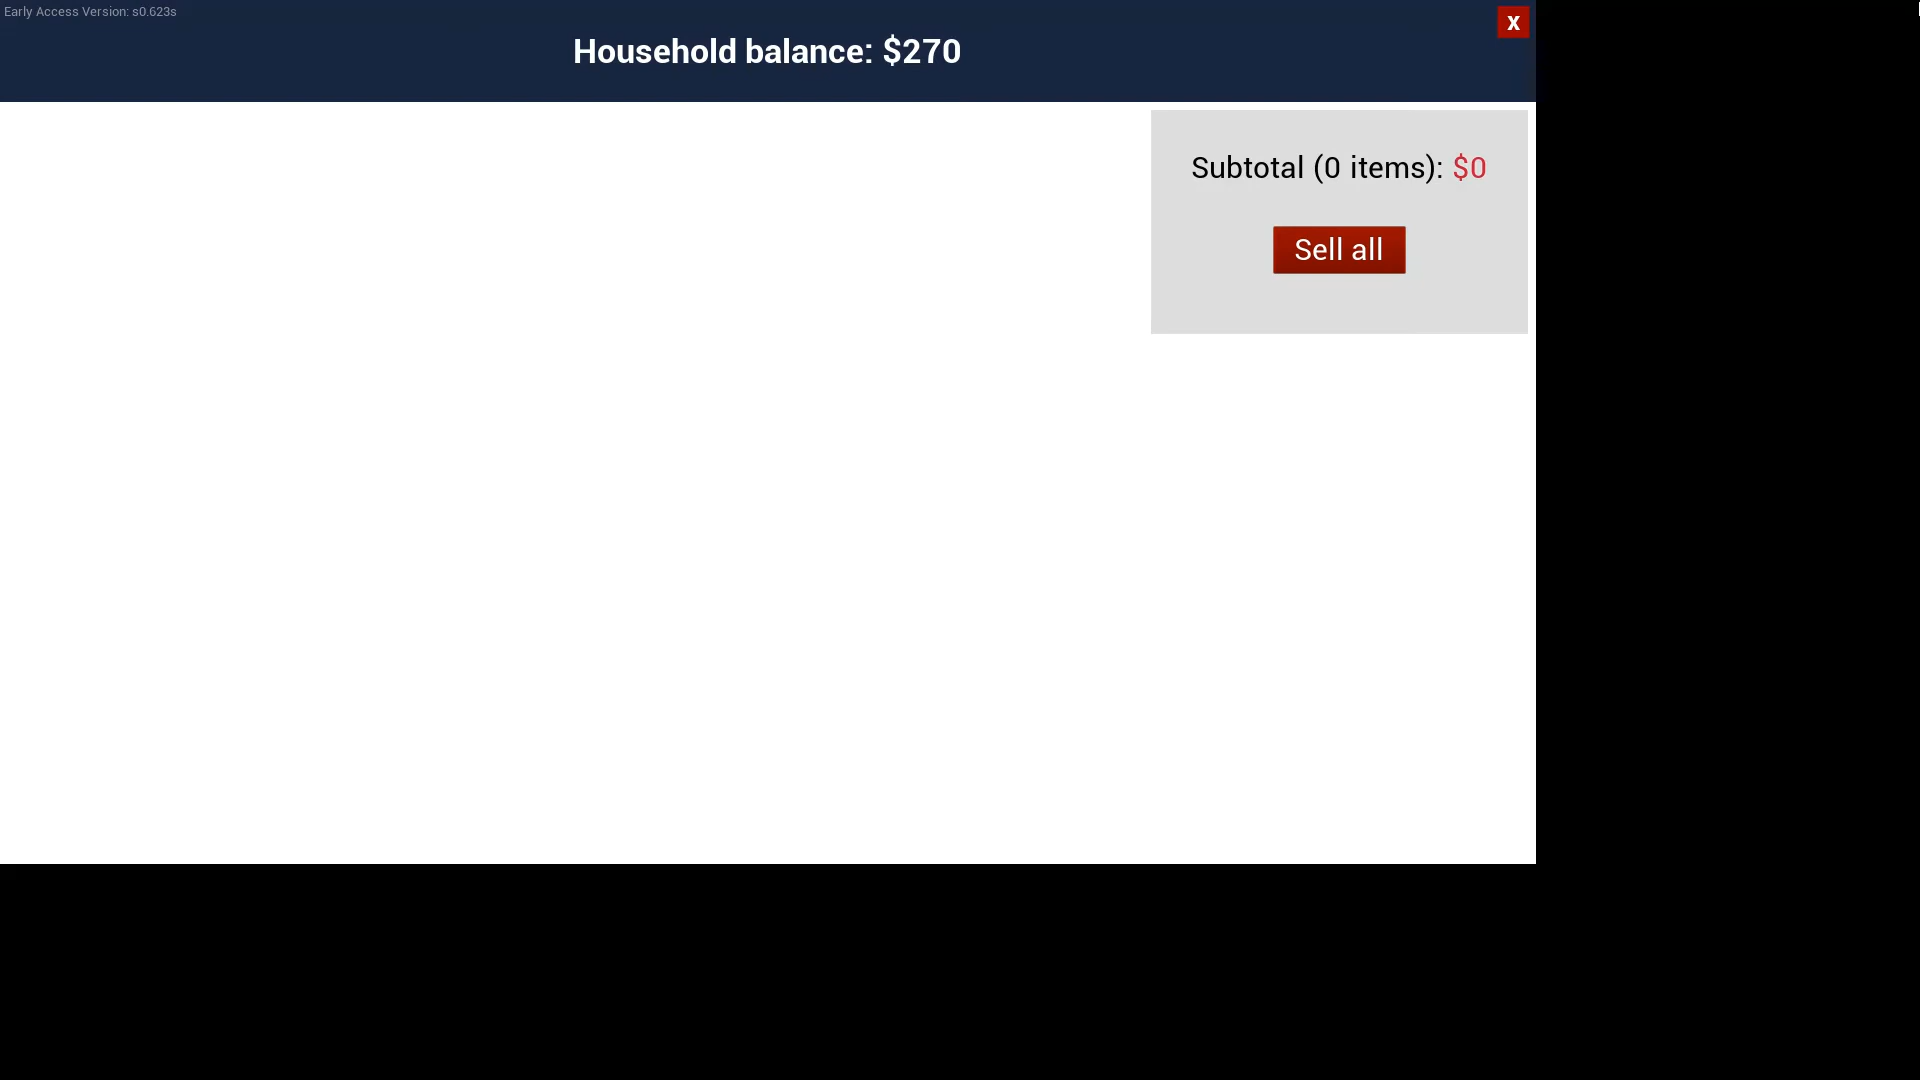 Early Access Version: s0.623s
X
Household balance: $270
Subtotal (0 items): $0
Sell all